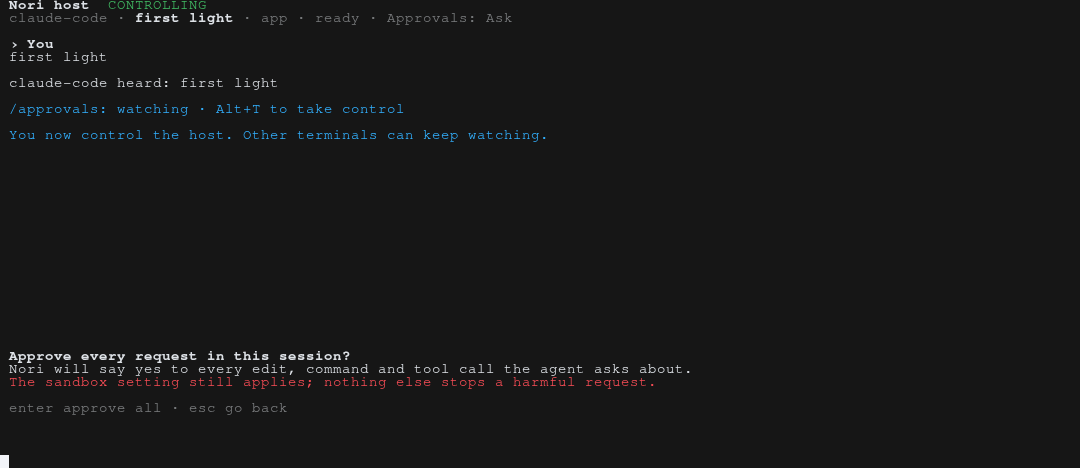 Nori host CONTROLLING
claude-code · first light · app · ready · Approvals: Ask
› You
first light
claude-code heard: first light
/approvals: watching · Alt+T to take control
You now control the host. Other terminals can keep watching.
Approve every request in this session?
Nori will say yes to every edit, command and tool call the agent asks about.
The sandbox setting still applies; nothing else stops a harmful request.
enter approve all · esc go back